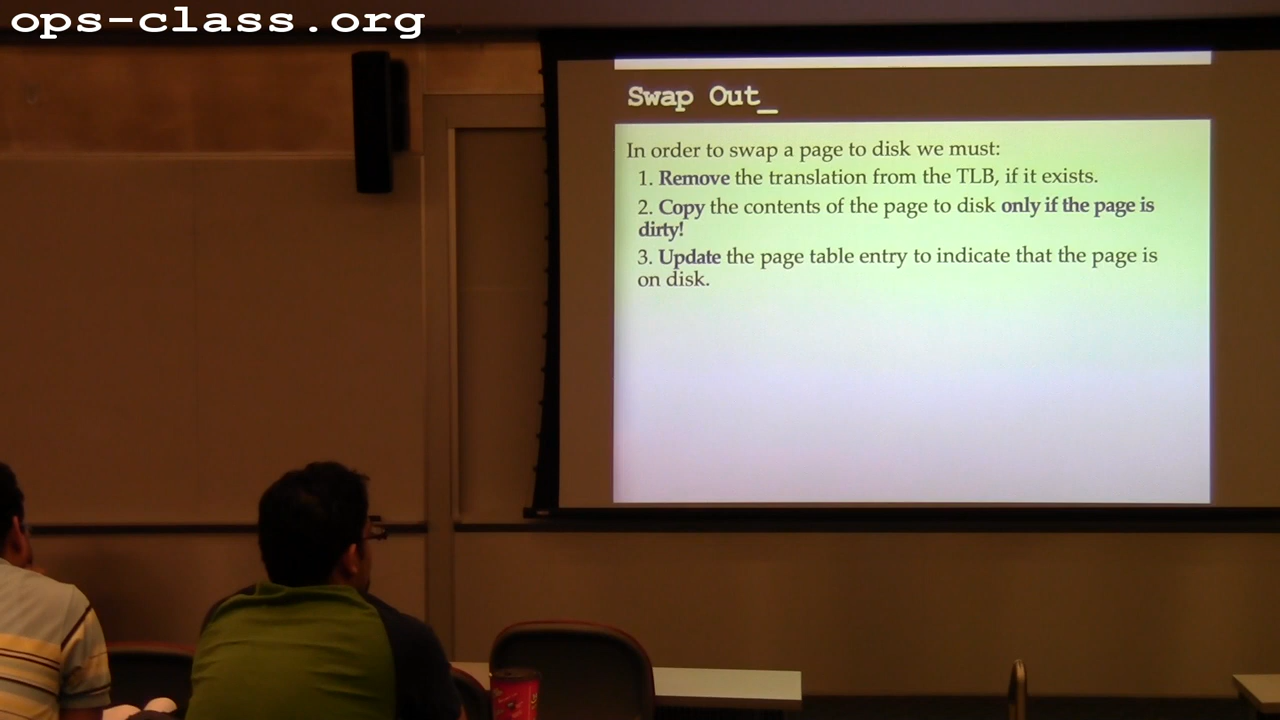 ops-class.org
Swap Out_
In order to swap a page to disk we must:
1. Remove the translation from the TLB, if it exists.
2. Copy the contents of the page to disk only if the page is
dirty!
3. Update the page table entry to indicate that the page is
on disk.